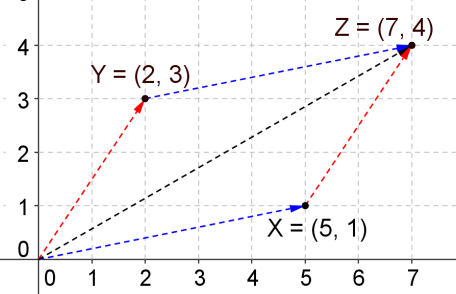 Z = (7, 4)
4
Y = (2, 3)
3
2
1
X = (5, 1)
0
0 1 2 3 4 5 6 7